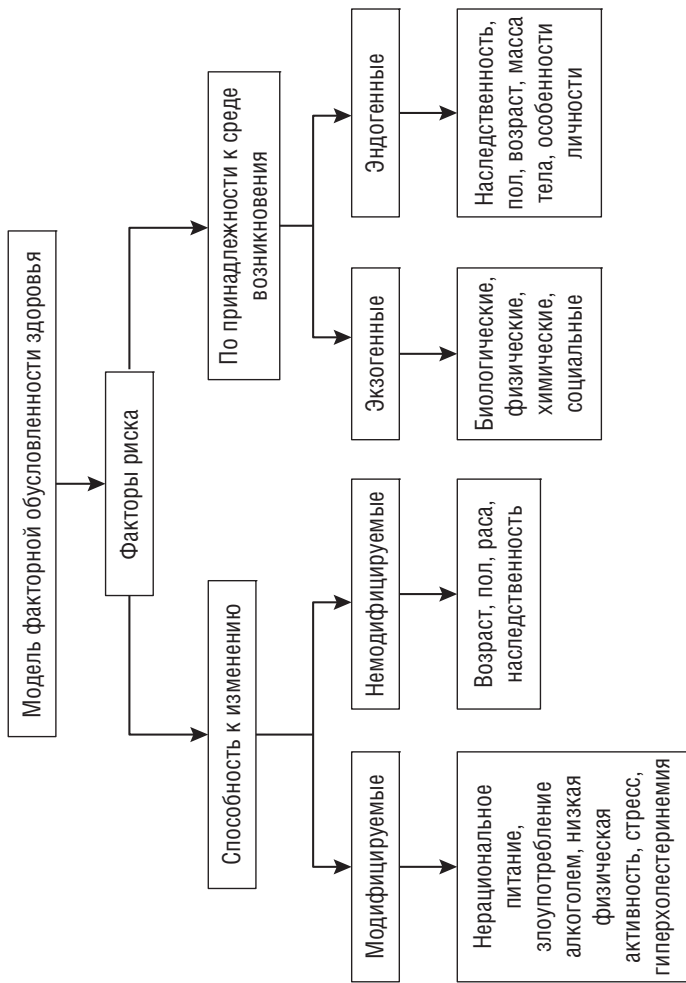 Модель факторной обусловленности здоровья
Факторы риска
Способность к изменению
По принадлежности к среде
возникновения
Модифицируемые
Немодифицируемые
Экзогенные
Эндогенные
Нерациональное
питание,
злоупотребление
алкоголем, низкая
физическая
активность, стресс,
гиперхолестеринемия
Возраст, пол, раса,
наследственность
Биологические,
физические,
химические,
социальные
Наследственность,
пол, возраст, масса
тела, особенности
личности